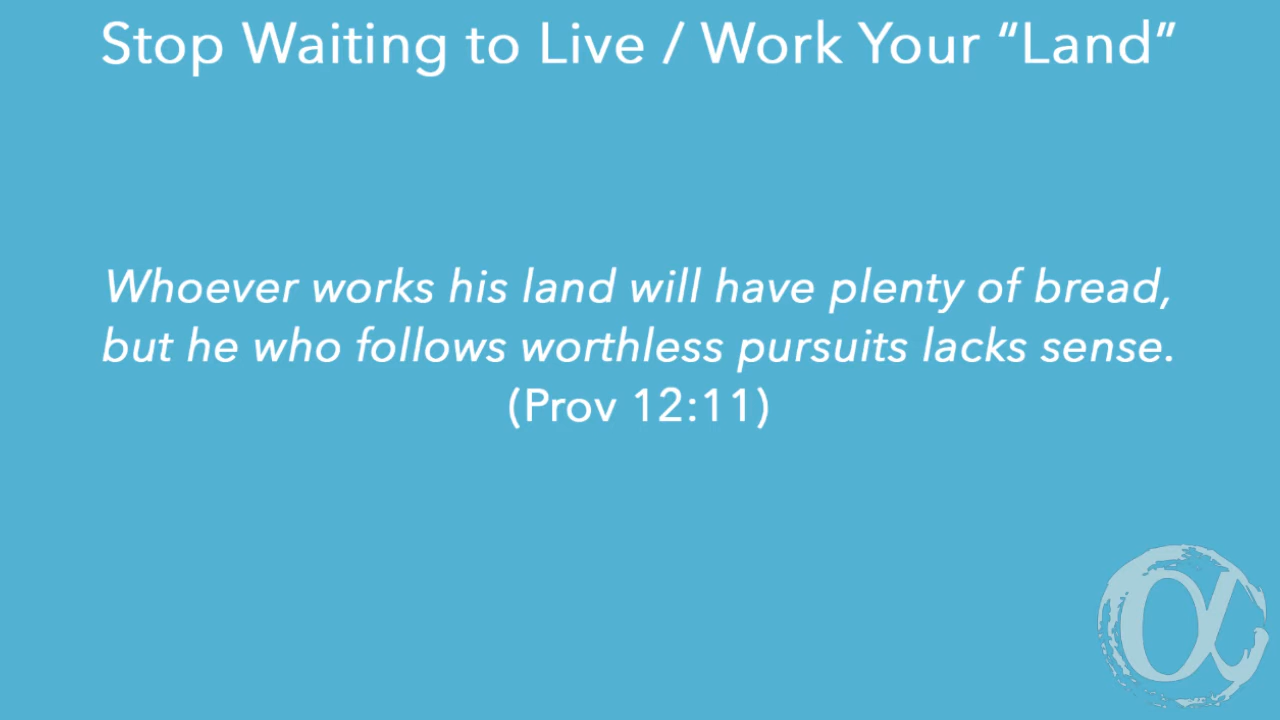 Stop Waiting to Live / Work Your “Land”
Whoever works his land will have plenty of bread,
but he who follows worthless pursuits lacks sense.
(Prov 12:11)
α